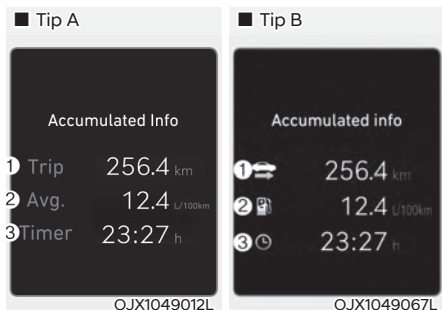 ■ Tip A
Accumulated Info
1 Trip 256.4 km
2 Avg. 12.4 L/100km
3 Timer 23:27 h
OJX1049012L
■ Tip B
Accumulated info
1 256.4 km
2 12.4 L/100km
3 23:27 h
OJX1049067L